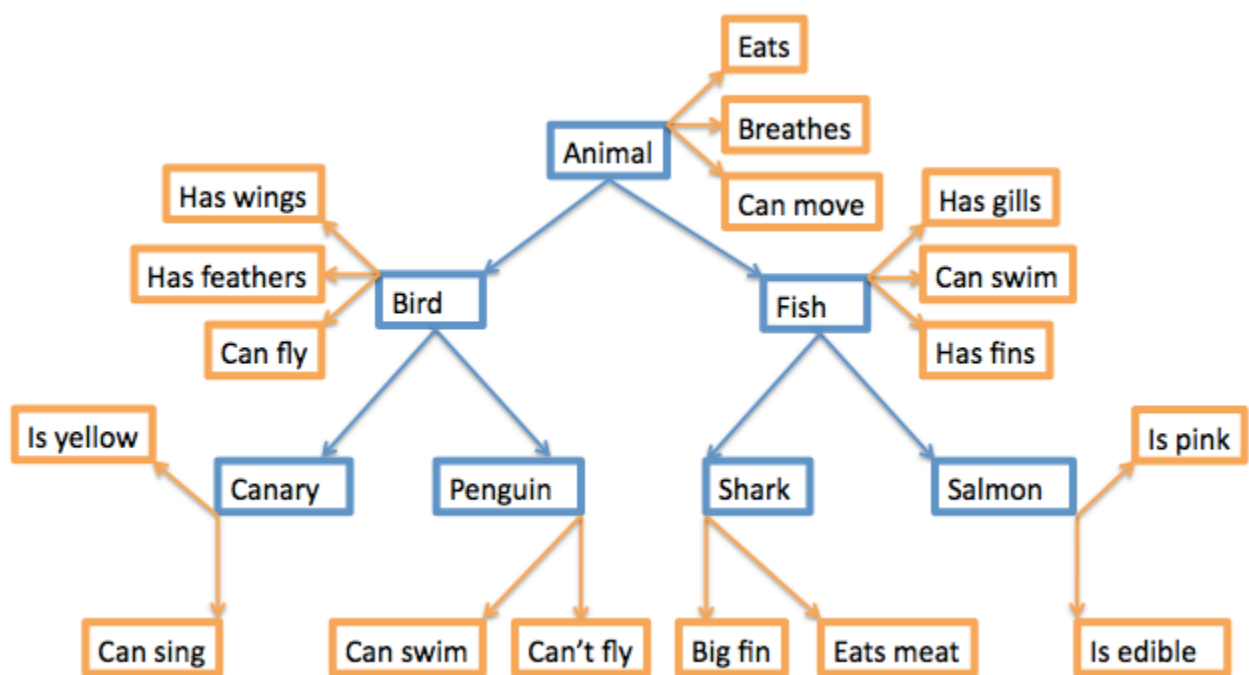 Eats
Breathes
Animal
Can move
Has wings
Has gills
Has feathers
Can swim
Bird
Fish
Can fly
Has fins
Is yellow
Is pink
Canary
Penguin
Shark
Salmon
Can sing
Can swim
Can't fly
Big fin
Eats meat
Is edible